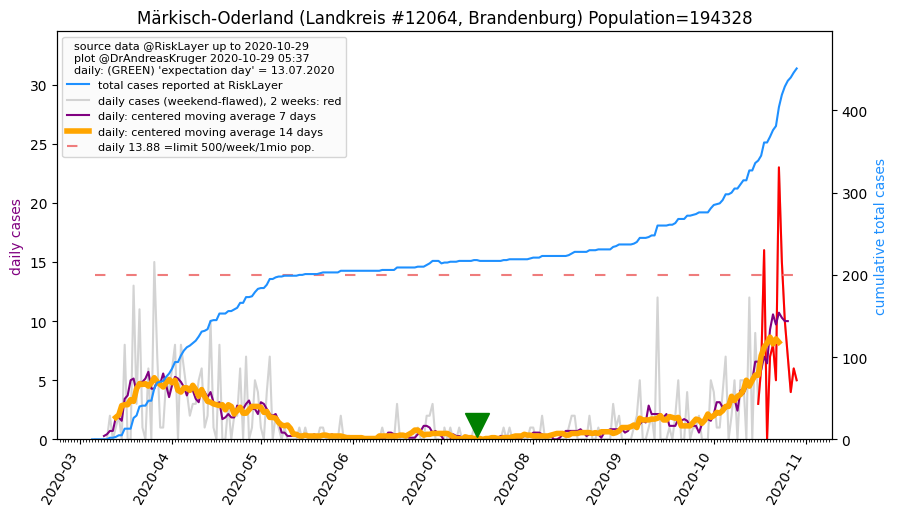 Märkisch-Oderland (Landkreis #12064, Brandenburg) Population=194328
source data @RiskLayer up to 2020-10-29
plot @DrAndreasKruger 2020-10-29 05:37
daily: (GREEN) 'expectation day' = 13.07.2020
total cases reported at RiskLayer
daily cases (weekend-flawed), 2 weeks: red
daily: centered moving average 7 days
daily: centered moving average 14 days
daily 13.88 =limit 500/week/1mio pop.
daily cases
30
25
20
15
10
5
0
cumulative total cases
400
300
200
100
0
2020-03
2020-04
2020-05
2020-06
2020-07
2020-08
2020-09
2020-10
2020-11